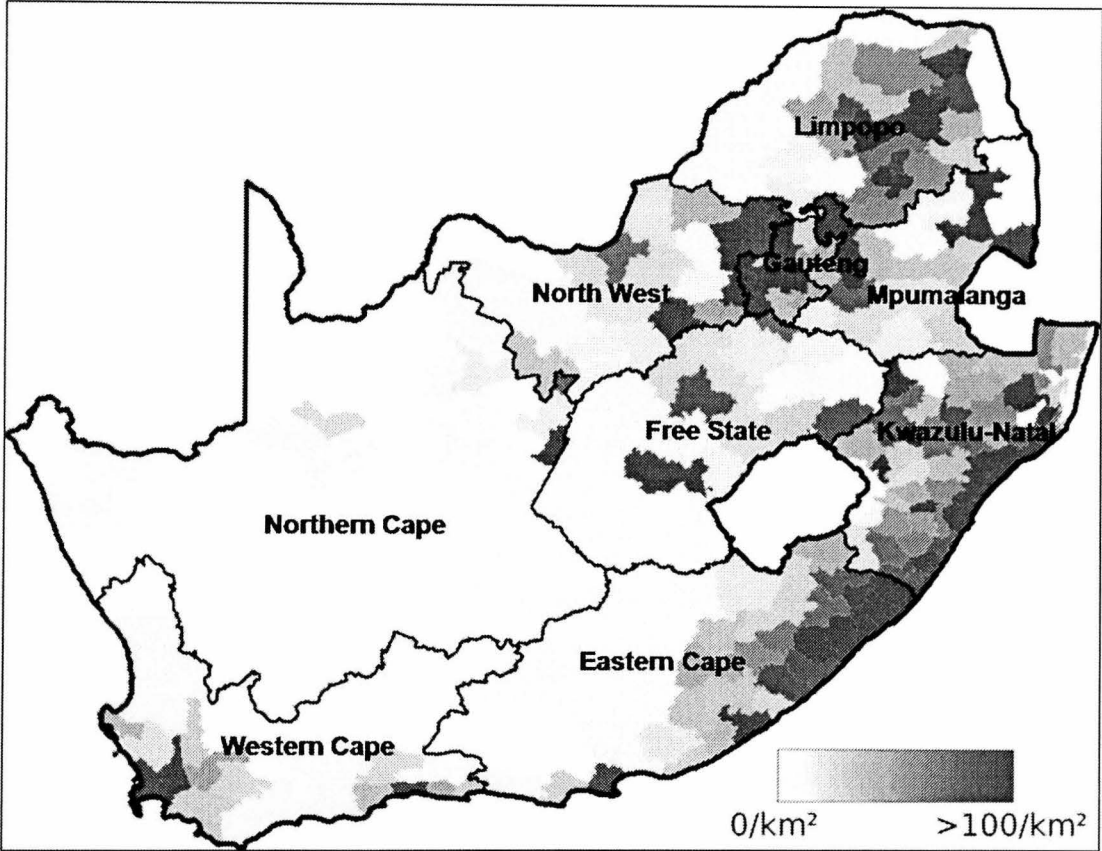 Limpopo
Gauteng
North West
Mpumalanga
Free State
Kwazulu-Natal
Northern Cape
Eastern Cape
Western Cape
0/km²
>100/km²